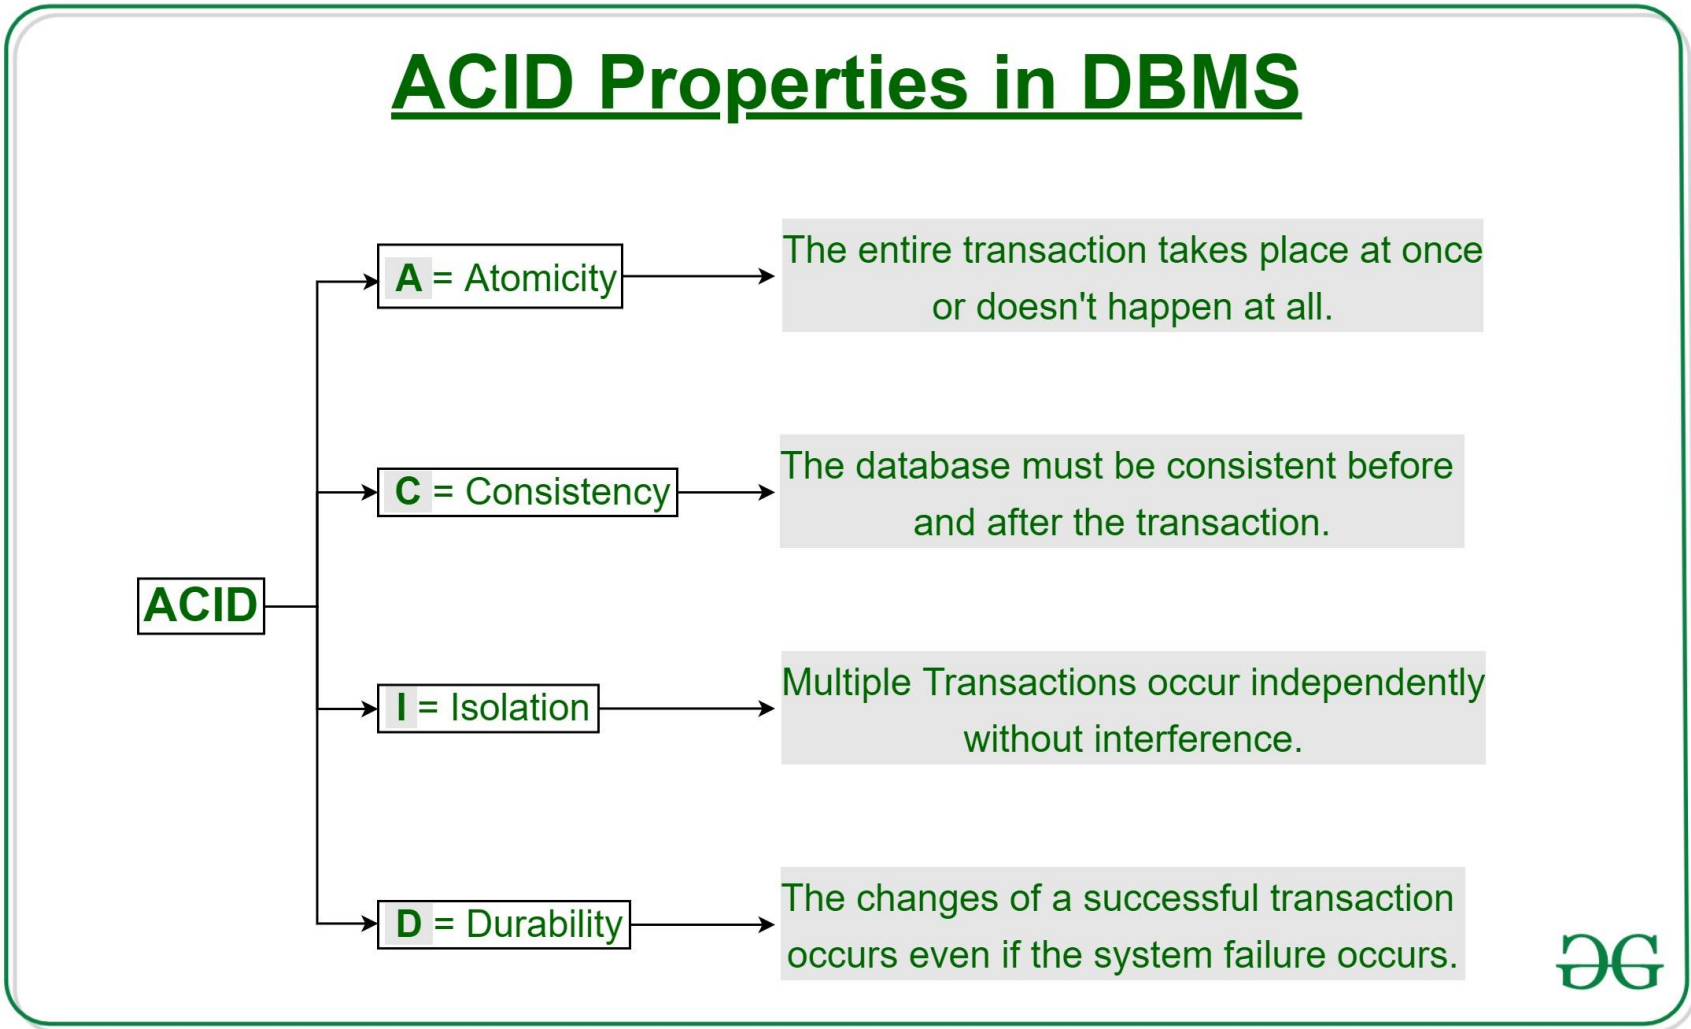 ACID Properties in DBMS
A = Atomicity
The entire transaction takes place at once
or doesn't happen at all.
C = Consistency
The database must be consistent before
and after the transaction.
ACID
I = Isolation
Multiple Transactions occur independently
without interference.
D = Durability
The changes of a successful transaction
occurs even if the system failure occurs.